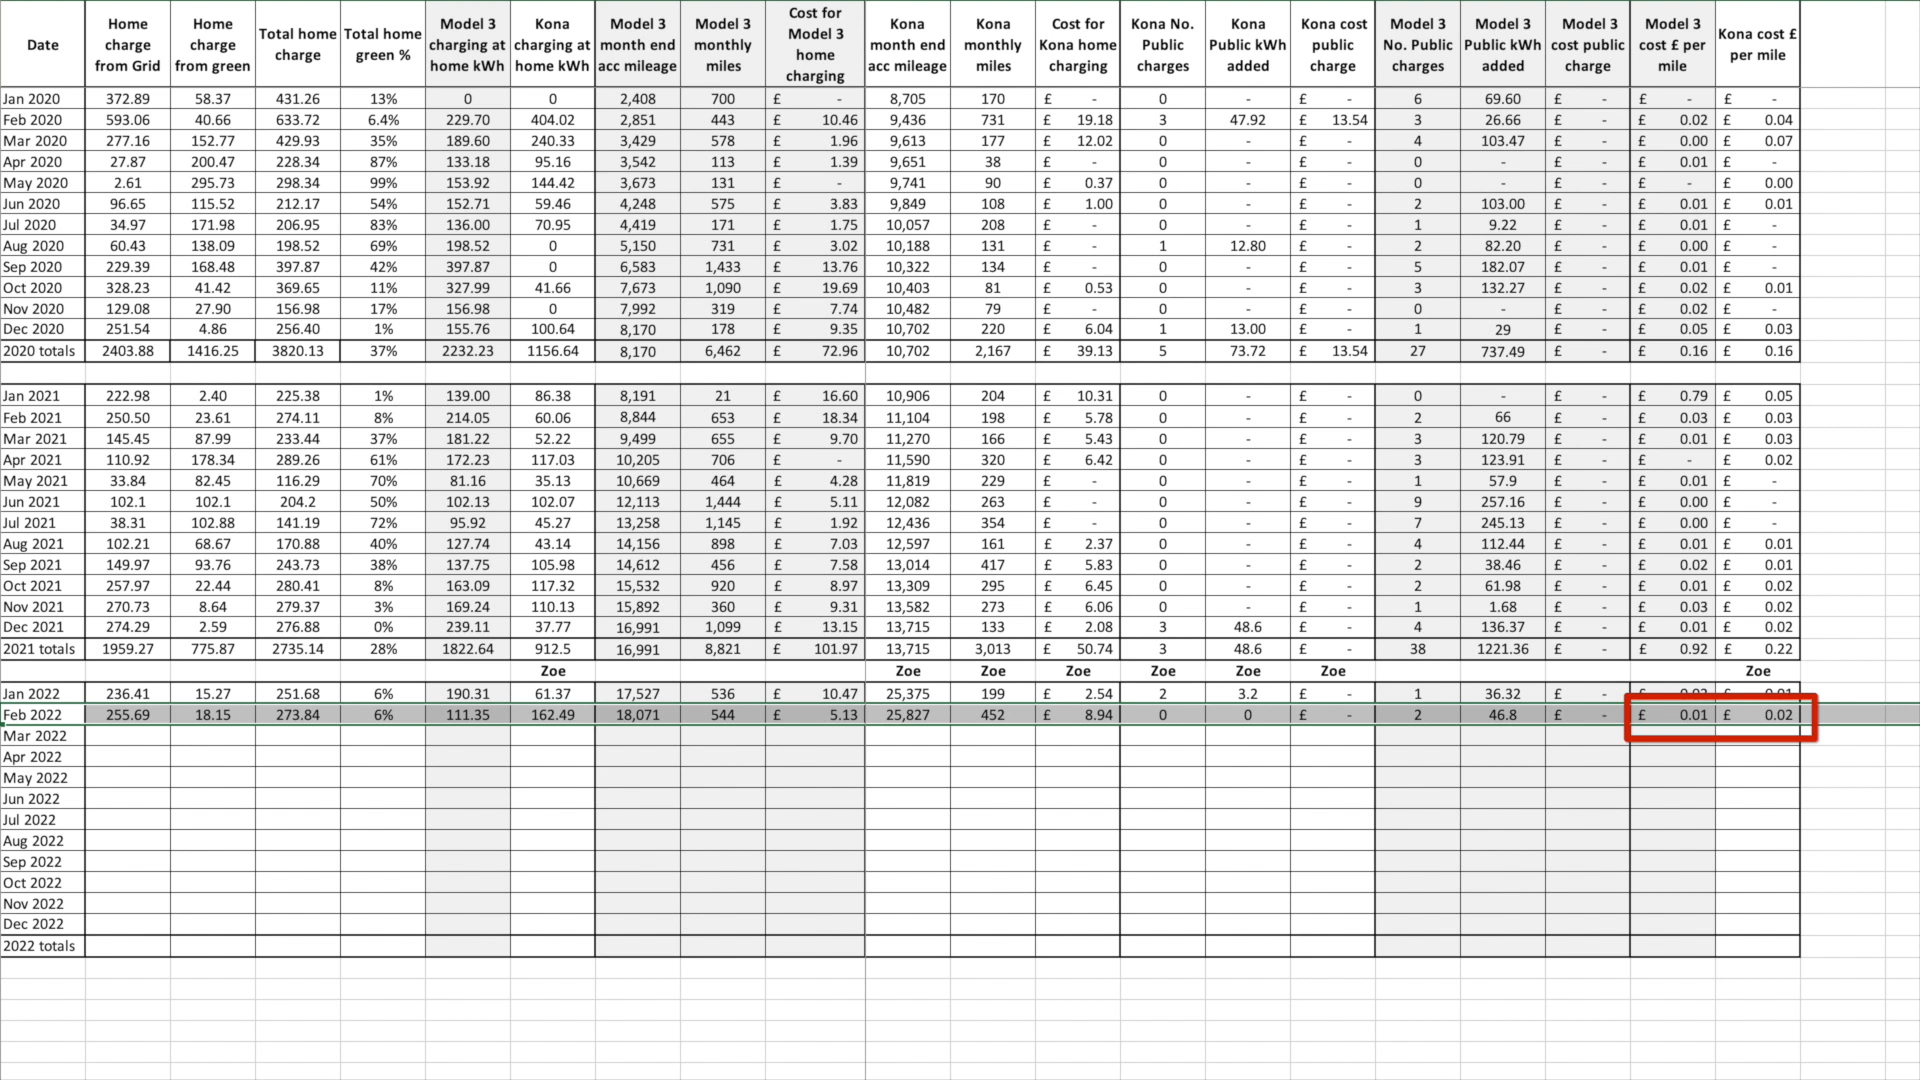 Date Home charge from Grid Home charge from green Total home charge Total home green % Model 3 charging at home kWh Kona charging at home kWh Model 3 month end acc mileage Model 3 monthly miles Cost for Model 3 home charging Kona month end acc mileage Kona monthly miles Cost for Kona home charging Kona No. Public charges Kona Public kWh added Kona cost public charge Model 3 No. Public charges Model 3 Public kWh added Model 3 cost public charge Model 3 cost £ per mile Kona cost £ per mile
Jan 2020 372.89 58.37 431.26 13% 0 0 2,408 700 £ - 8,705 170 £ - 0 - £ - 6 69.60 £ - £ - £ -
Feb 2020 593.06 40.66 633.72 6.4% 229.70 404.02 2,851 443 £ 10.46 9,436 731 £ 19.18 3 47.92 £ 13.54 3 26.66 £ - £ 0.02 £ 0.04
Mar 2020 277.16 152.77 429.93 35% 189.60 240.33 3,429 578 £ 1.96 9,613 177 £ 12.02 0 - £ - 4 103.47 £ - £ 0.00 £ 0.07
Apr 2020 27.87 200.47 228.34 87% 133.18 95.16 3,542 113 £ 1.39 9,651 38 £ - 0 - £ - 0 - £ - £ 0.01 £ -
May 2020 2.61 295.73 298.34 99% 153.92 144.42 3,673 131 £ - 9,741 90 £ 0.37 0 - £ - 0 - £ - £ - £ 0.00
Jun 2020 96.65 115.52 212.17 54% 152.71 59.46 4,248 575 £ 3.83 9,849 108 £ 1.00 0 - £ - 2 103.00 £ - £ 0.01 £ 0.01
Jul 2020 34.97 171.98 206.95 83% 136.00 70.95 4,419 171 £ 1.75 10,057 208 £ - 0 - £ - 1 9.22 £ - £ 0.01 £ -
Aug 2020 60.43 138.09 198.52 69% 198.52 0 5,150 731 £ 3.02 10,188 131 £ - 1 12.80 £ - 2 82.20 £ - £ 0.00 £ -
Sep 2020 229.39 168.48 397.87 42% 397.87 0 6,583 1,433 £ 13.76 10,322 134 £ - 0 - £ - 5 182.07 £ - £ 0.01 £ -
Oct 2020 328.23 41.42 369.65 11% 327.99 41.66 7,673 1,090 £ 19.69 10,403 81 £ 0.53 0 - £ - 3 132.27 £ - £ 0.02 £ 0.01
Nov 2020 129.08 27.90 156.98 17% 156.98 0 7,992 319 £ 7.74 10,482 79 £ - 0 - £ - 0 - £ - £ 0.02 £ -
Dec 2020 251.54 4.86 256.40 1% 155.76 100.64 8,170 178 £ 9.35 10,702 220 £ 6.04 1 13.00 £ - 1 29 £ - £ 0.05 £ 0.03
2020 totals 2403.88 1416.25 3820.13 37% 2232.23 1156.64 8,170 6,462 £ 72.96 10,702 2,167 £ 39.13 5 73.72 £ 13.54 27 737.49 £ - £ 0.16 £ 0.16
Jan 2021 222.98 2.40 225.38 1% 139.00 86.38 8,191 21 £ 16.60 10,906 204 £ 10.31 0 - £ - 0 - £ - £ 0.79 £ 0.05
Feb 2021 250.50 23.61 274.11 8% 214.05 60.06 8,844 653 £ 18.34 11,104 198 £ 5.78 0 - £ - 2 66 £ - £ 0.03 £ 0.03
Mar 2021 145.45 87.99 233.44 37% 181.22 52.22 9,499 655 £ 9.70 11,270 166 £ 5.43 0 - £ - 3 120.79 £ - £ 0.01 £ 0.03
Apr 2021 110.92 178.34 289.26 61% 172.23 117.03 10,205 706 £ - 11,590 320 £ 6.42 0 - £ - 3 123.91 £ - £ - £ 0.02
May 2021 33.84 82.45 116.29 70% 81.16 35.13 10,669 464 £ 4.28 11,819 229 £ - 0 - £ - 1 57.9 £ - £ 0.01 £ -
Jun 2021 102.1 102.1 204.2 50% 102.13 102.07 12,113 1,444 £ 5.11 12,082 263 £ - 0 - £ - 9 257.16 £ - £ 0.00 £ -
Jul 2021 38.31 102.88 141.19 72% 95.92 45.27 13,258 1,145 £ 1.92 12,436 354 £ - 0 - £ - 7 245.13 £ - £ 0.00 £ -
Aug 2021 102.21 68.67 170.88 40% 127.74 43.14 14,156 898 £ 7.03 12,597 161 £ 2.37 0 - £ - 4 112.44 £ - £ 0.01 £ 0.01
Sep 2021 149.97 93.76 243.73 38% 137.75 105.98 14,612 456 £ 7.58 13,014 417 £ 5.83 0 - £ - 2 38.46 £ - £ 0.02 £ 0.01
Oct 2021 257.97 22.44 280.41 8% 163.09 117.32 15,532 920 £ 8.97 13,309 295 £ 6.45 0 - £ - 2 61.98 £ - £ 0.01 £ 0.02
Nov 2021 270.73 8.64 279.37 3% 169.24 110.13 15,892 360 £ 9.31 13,582 273 £ 6.06 0 - £ - 1 1.68 £ - £ 0.03 £ 0.02
Dec 2021 274.29 2.59 276.88 0% 239.11 37.77 16,991 1,099 £ 13.15 13,715 133 £ 2.08 3 48.6 £ - 4 136.37 £ - £ 0.01 £ 0.02
2021 totals 1959.27 775.87 2735.14 28% 1822.64 912.5 16,991 8,821 £ 101.97 13,715 3,013 £ 50.74 3 48.6 £ - 38 1221.36 £ - £ 0.92 £ 0.22
Zoe Zoe Zoe Zoe Zoe Zoe Zoe Zoe
Jan 2022 236.41 15.27 251.68 6% 190.31 61.37 17,527 536 £ 10.47 25,375 199 £ 2.54 2 3.2 £ - 1 36.32 £ -
Feb 2022 255.69 18.15 273.84 6% 111.35 162.49 18,071 544 £ 5.13 25,827 452 £ 8.94 0 0 £ - 2 46.8 £ - £ 0.01 £ 0.02
Mar 2022
Apr 2022
May 2022
Jun 2022
Jul 2022
Aug 2022
Sep 2022
Oct 2022
Nov 2022
Dec 2022
2022 totals